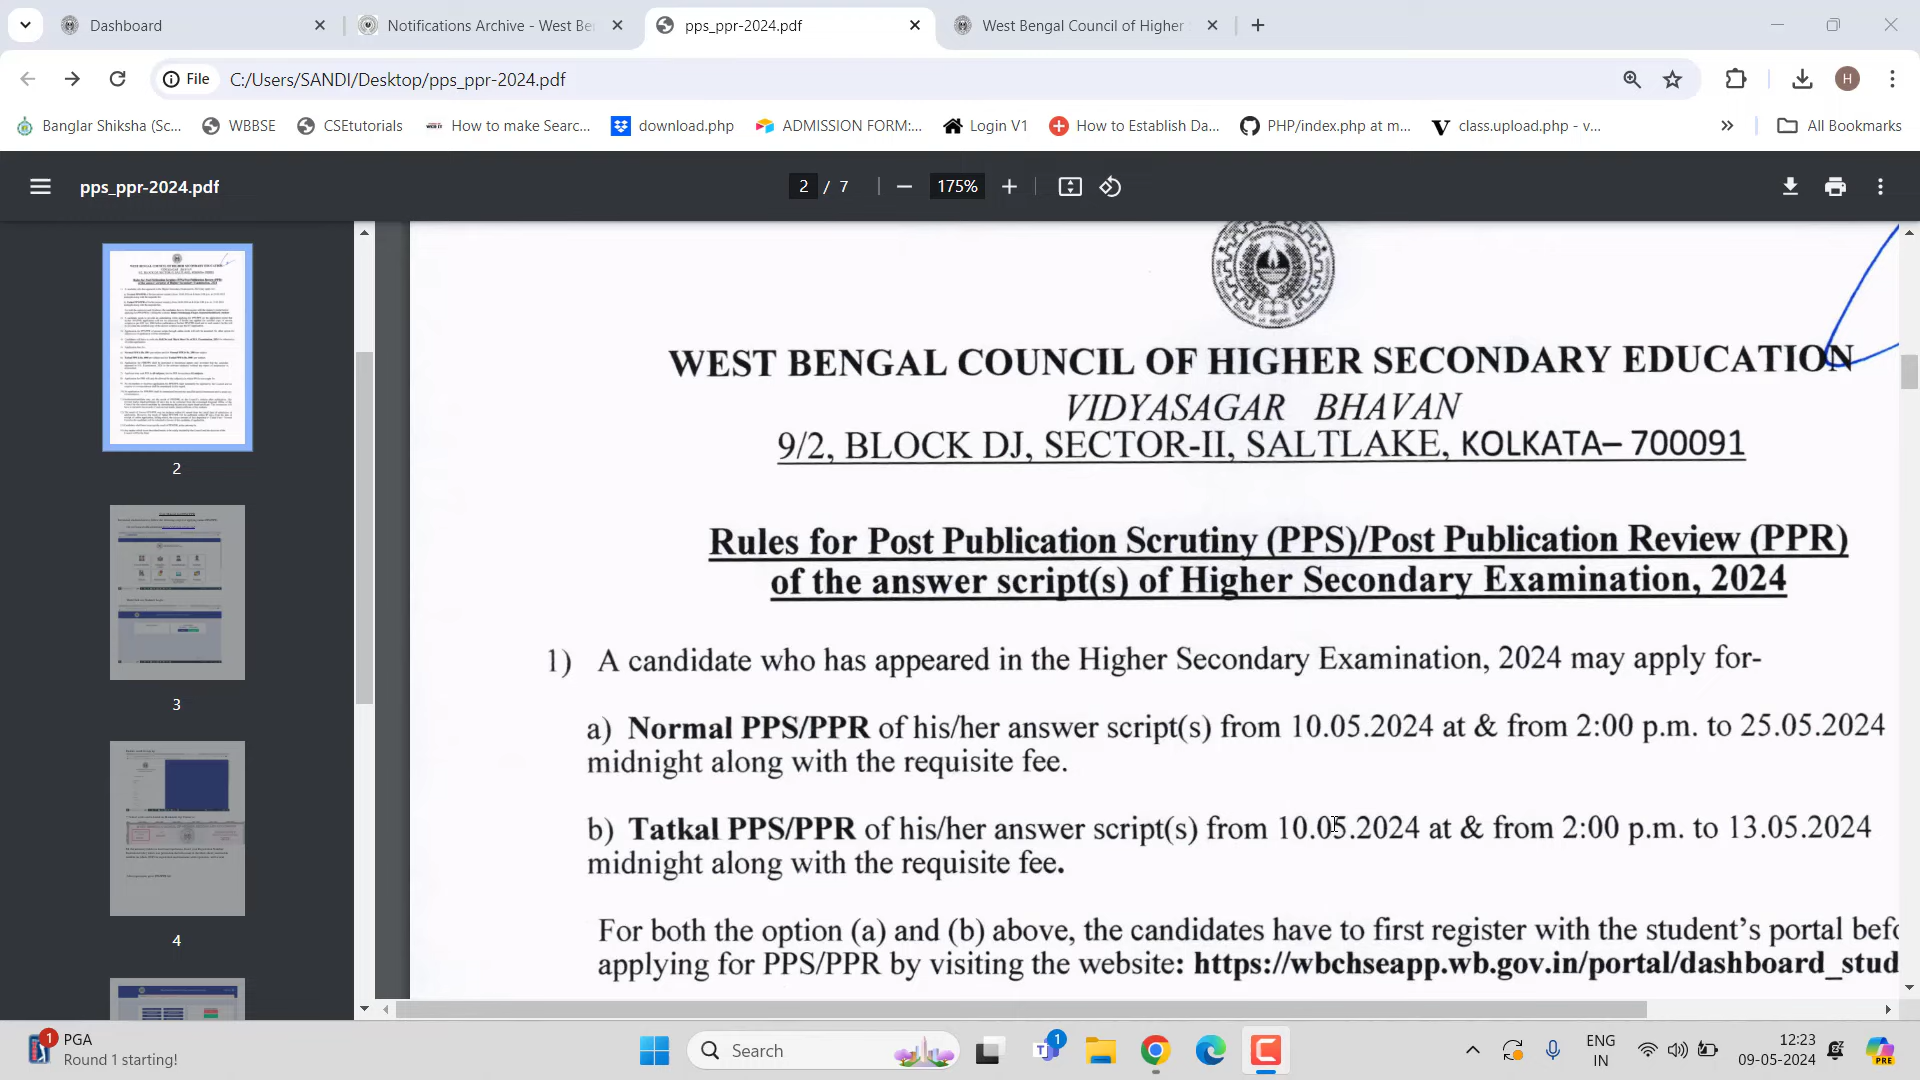 Dashboard
Notifications Archive - West Be
pps_ppr-2024.pdf
West Bengal Council of Higher
File
C:/Users/SANDI/Desktop/pps_ppr-2024.pdf
H
Banglar Shiksha (Sc...
WBBSE
CSEtutorials
How to make Searc...
download.php
ADMISSION FORM:...
Login V1
How to Establish Da...
PHP/index.php at m...
class.upload.php - v...
All Bookmarks
pps_ppr-2024.pdf
2 / 7
175%
2
3
4
WEST BENGAL COUNCIL OF HIGHER SECONDARY EDUCATION
VIDYASAGAR BHAVAN
9/2, BLOCK DJ, SECTOR-II, SALTLAKE, KOLKATA– 700091
Rules for Post Publication Scrutiny (PPS)/Post Publication Review (PPR)
of the answer script(s) of Higher Secondary Examination, 2024
1) A candidate who has appeared in the Higher Secondary Examination, 2024 may apply for-
a) Normal PPS/PPR of his/her answer script(s) from 10.05.2024 at & from 2:00 p.m. to 25.05.2024
midnight along with the requisite fee.
b) Tatkal PPS/PPR of his/her answer script(s) from 10.05.2024 at & from 2:00 p.m. to 13.05.2024
midnight along with the requisite fee.
For both the option (a) and (b) above, the candidates have to first register with the student's portal befo
applying for PPS/PPR by visiting the website: https://wbchseapp.wb.gov.in/portal/dashboard_stud
1
PGA
Round 1 starting!
Search
1
ENG
IN
12:23
09-05-2024
PRE